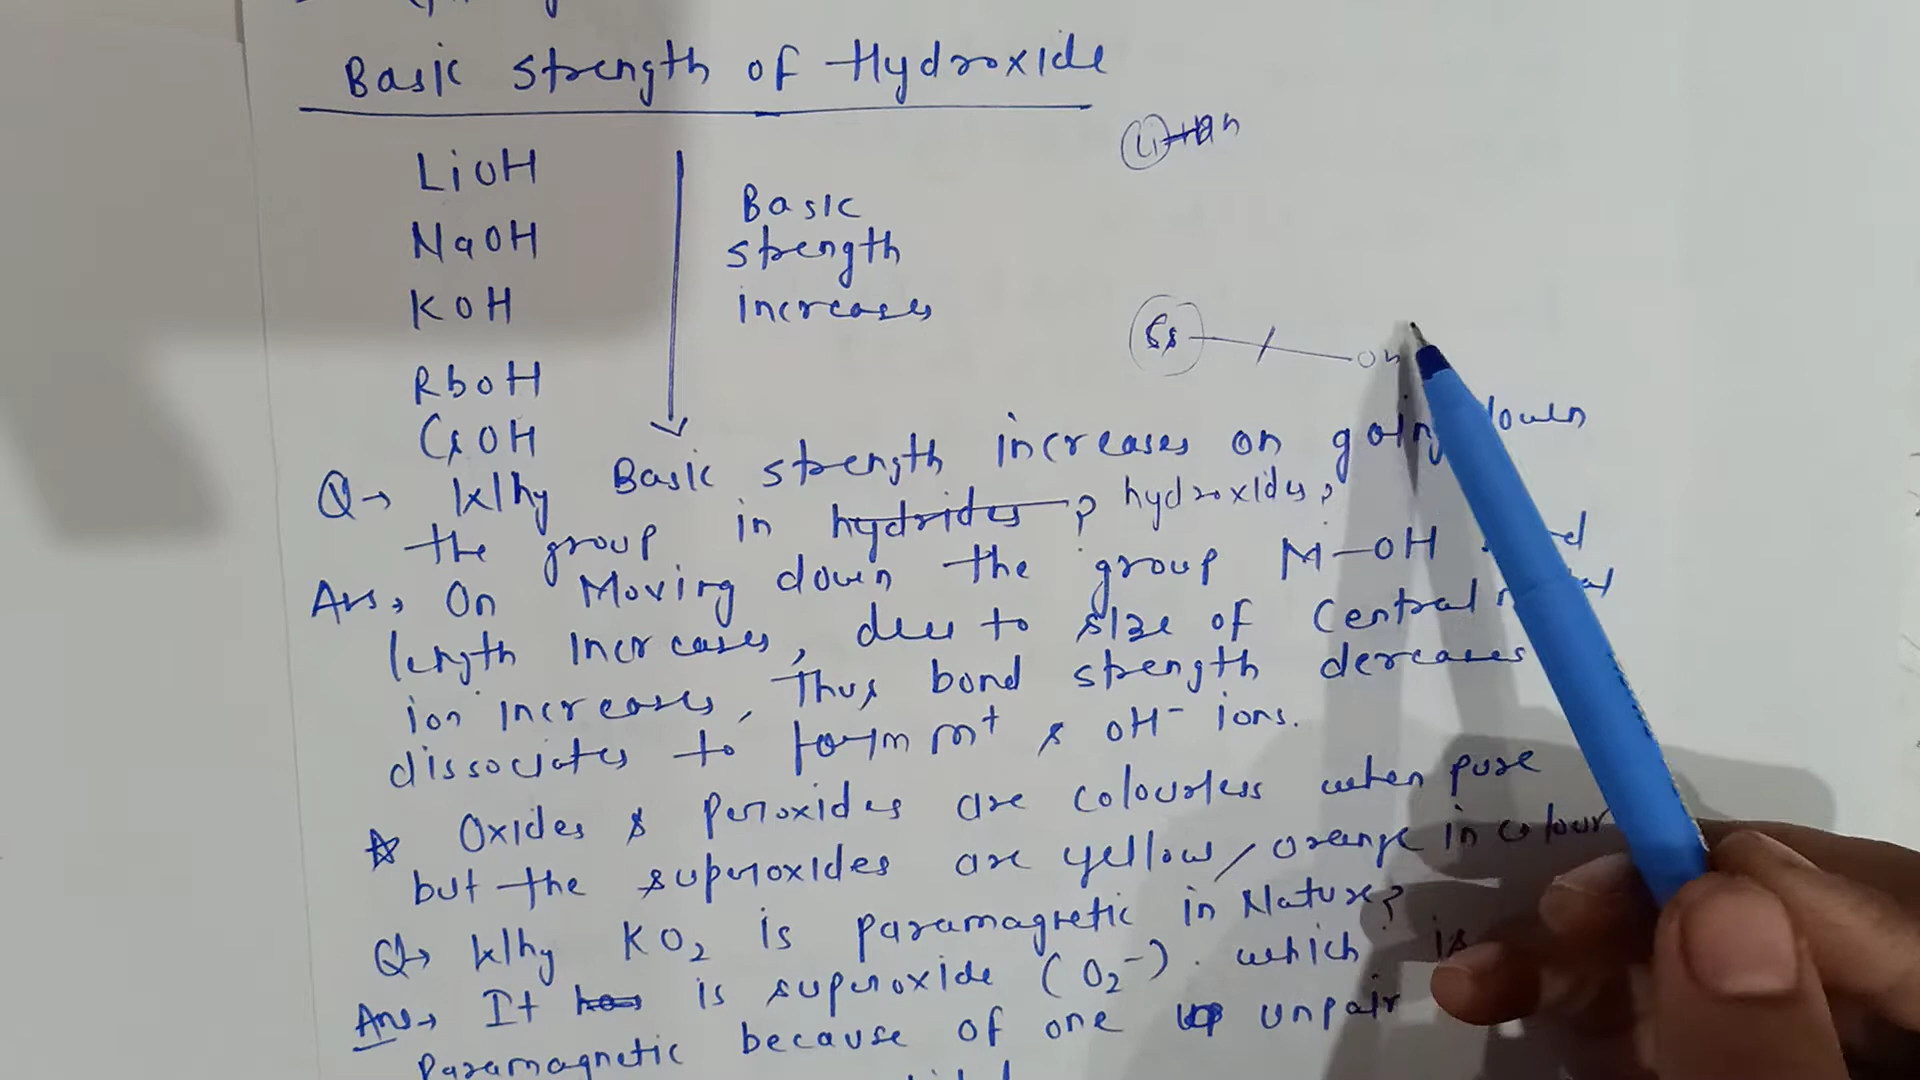 Basic strength of Hydroxide
LiOH
NaOH
KOH
RbOH
CsOH
Basic
strength
increases
Li
Cs — OH
Q→ Why Basic strength increases on going down
the group in hydrides ? hydroxides?
Ans→ On Moving down the group M—OH
length increases, due to size of Central
ion increases, Thus bond strength decreases
dissociates to form M⁺ & OH⁻ ions.
☆ Oxides & peroxides are colourless when pure
but the superoxides are yellow/orange in colour
Q→ Why KO₂ is paramagnetic in Nature?
Ans→ It has is superoxide (O₂⁻). which is
Paramagnetic because of one unpair